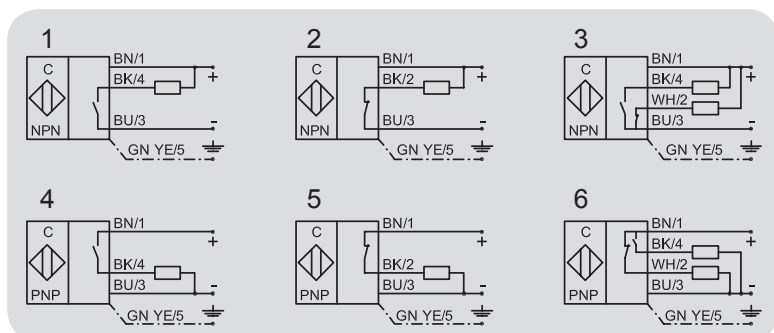 1
BN/1
C
BK/4
+
NPN
BU/3
-
GN YE/5
2
BN/1
C
BK/2
+
NPN
BU/3
-
GN YE/5
3
BN/1
C
BK/4
+
WH/2
NPN
BU/3
-
GN YE/5
4
BN/1
C
+
BK/4
PNP
BU/3
-
GN YE/5
5
BN/1
C
+
BK/2
PNP
BU/3
-
GN YE/5
6
BN/1
C
+
BK/4
WH/2
PNP
BU/3
-
GN YE/5